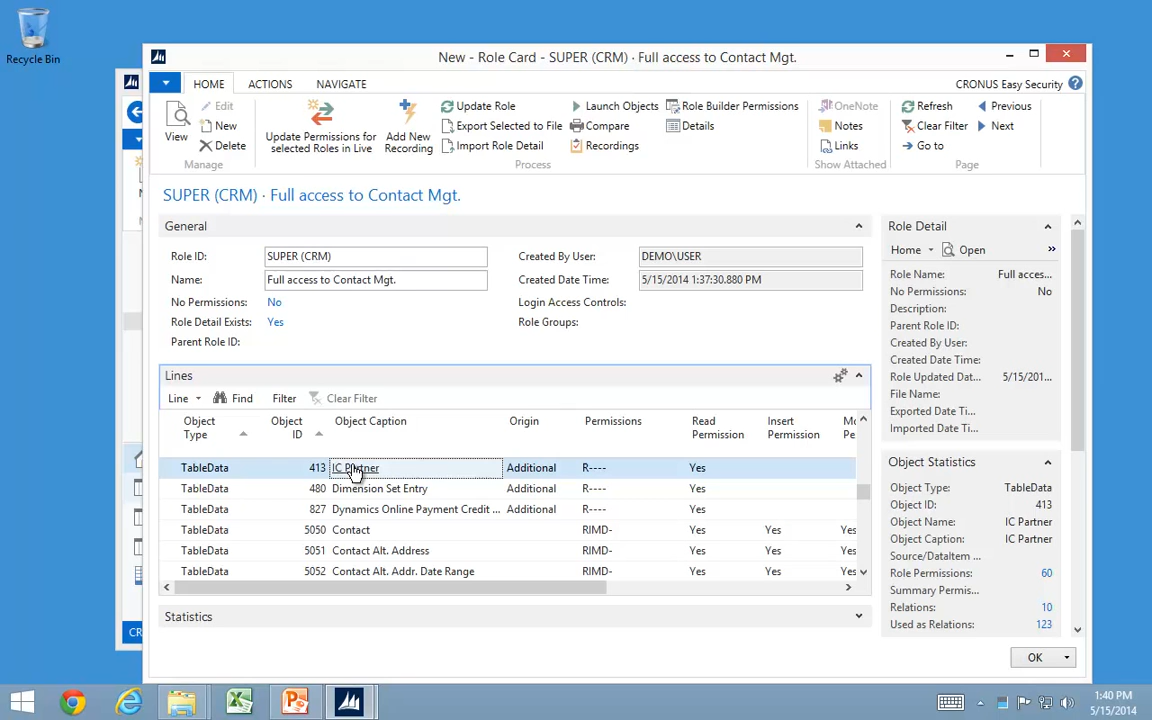 Recycle Bin
New - Role Card - SUPER (CRM) · Full access to Contact Mgt.
HOME ACTIONS NAVIGATE
CRONUS Easy Security
View
Edit
New
Delete
Manage
Update Permissions for
selected Roles in Live
Add New
Recording
Update Role
Export Selected to File
Import Role Detail
Launch Objects
Compare
Recordings
Process
Role Builder Permissions
Details
OneNote
Notes
Links
Show Attached
Refresh
Clear Filter
Go to
Previous
Next
Page
SUPER (CRM) · Full access to Contact Mgt.
General
Role ID: SUPER (CRM)
Name: Full access to Contact Mgt.
No Permissions: No
Role Detail Exists: Yes
Parent Role ID:
Created By User: DEMO\USER
Created Date Time: 5/15/2014 1:37:30.880 PM
Login Access Controls:
Role Groups:
Lines
Line Find Filter Clear Filter
Object Type Object ID Object Caption Origin Permissions Read Permission Insert Permission Mo Pe
TableData 413 IC Partner Additional R---- Yes
TableData 480 Dimension Set Entry Additional R---- Yes
TableData 827 Dynamics Online Payment Credit ... Additional R---- Yes
TableData 5050 Contact RIMD- Yes Yes Yes
TableData 5051 Contact Alt. Address RIMD- Yes Yes Yes
TableData 5052 Contact Alt. Addr. Date Range RIMD- Yes Yes Yes
Statistics
Role Detail
Home Open »
Role Name: Full acces...
No Permissions: No
Description:
Parent Role ID:
Created By User:
Created Date Time:
Role Updated Dat... 5/15/201...
File Name:
Exported Date Ti...
Imported Date Ti...
Object Statistics
Object Type: TableData
Object ID: 413
Object Name: IC Partner
Object Caption: IC Partner
Source/DataItem ...
Role Permissions: 60
Summary Permis...
Relations: 10
Used as Relations: 123
OK
CR
1:40 PM
5/15/2014